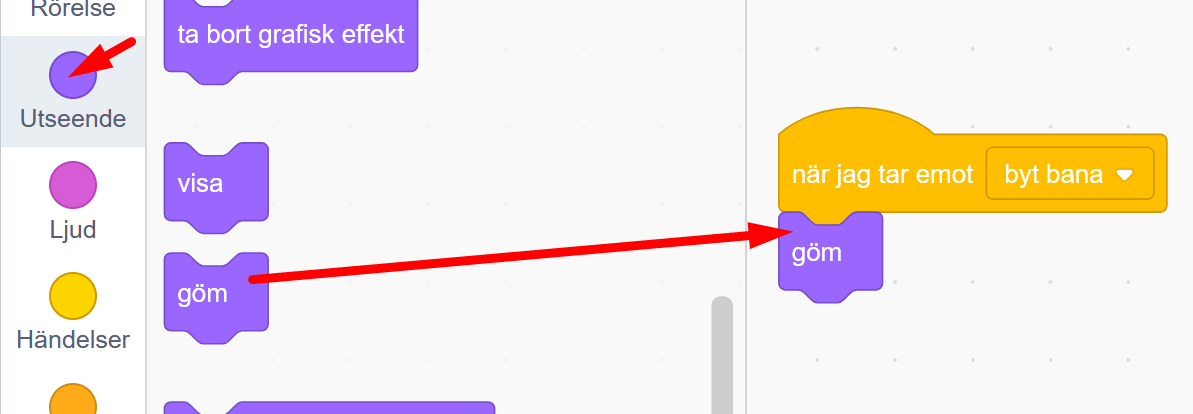 Rörelse
Utseende
Ljud
Händelser
ta bort grafisk effekt
visa
göm
när jag tar emot byt bana
göm